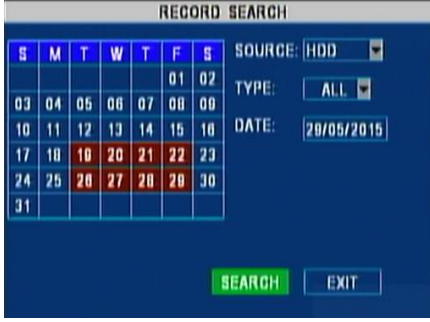 RECORD SEARCH
S M T W T F S
01 02
03 04 05 06 07 08 09
10 11 12 13 14 15 16
17 18 19 20 21 22 23
24 25 26 27 28 29 30
31
SOURCE: HDD
TYPE: ALL
DATE: 29/05/2015
SEARCH EXIT